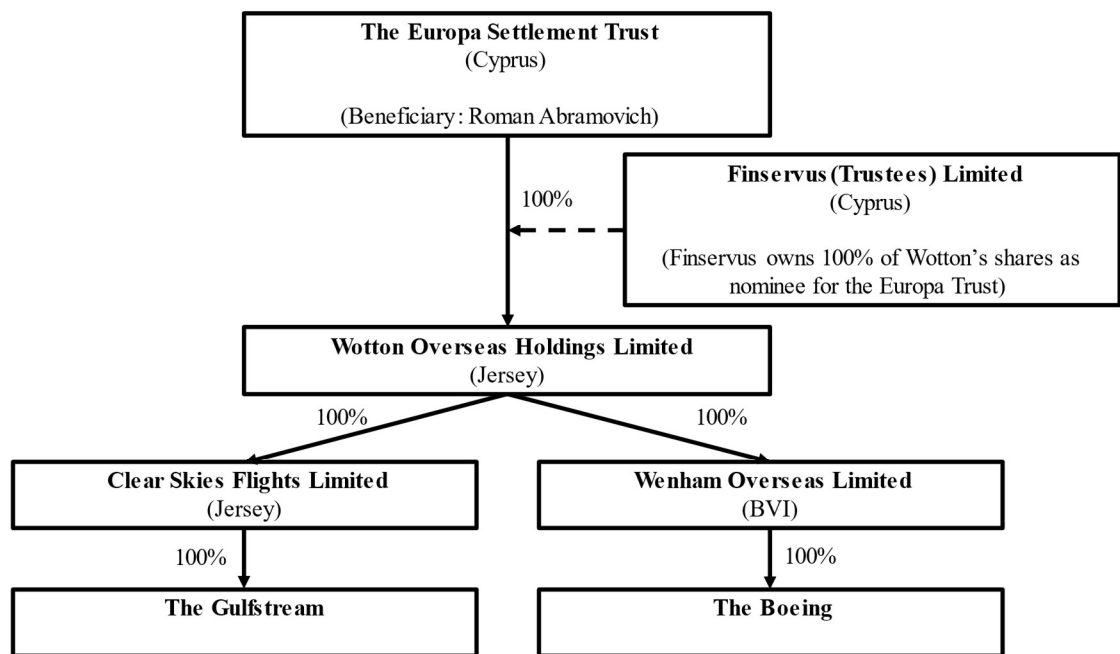 The Europa Settlement Trust
(Cyprus)
(Beneficiary: Roman Abramovich)
Finservus (Trustees) Limited
(Cyprus)
(Finservus owns 100% of Wotton's shares as
nominee for the Europa Trust)
100%
Wotton Overseas Holdings Limited
(Jersey)
100%
100%
Clear Skies Flights Limited
(Jersey)
Wenham Overseas Limited
(BVI)
100%
100%
The Gulfstream
The Boeing